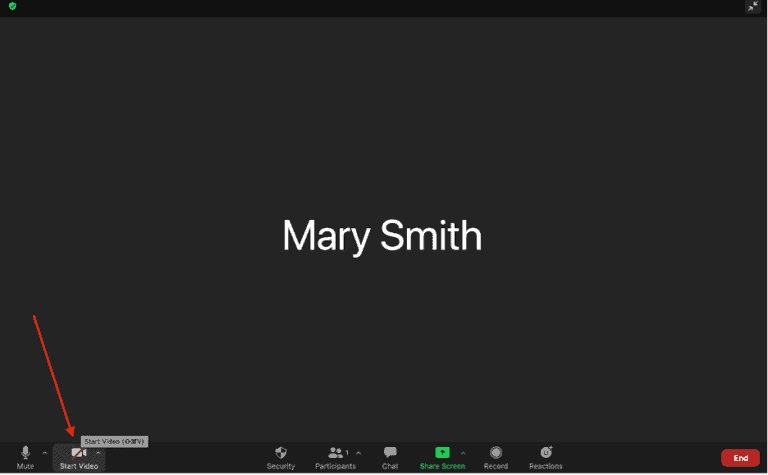 Mary Smith
Start Video (⇧⌘V)
Mute
Start Video
Security
Participants
1
Chat
Share Screen
Record
Reactions
End